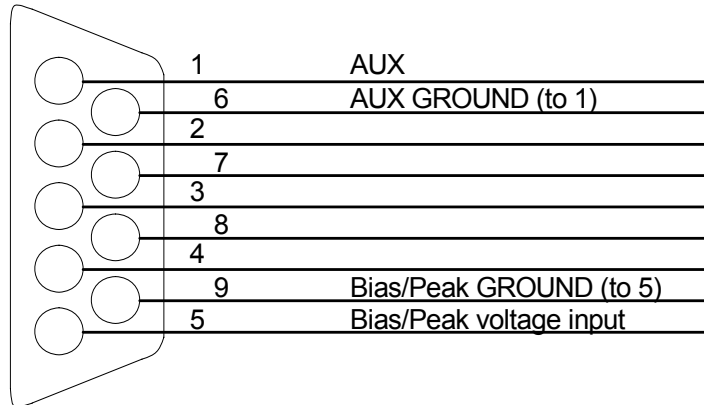 1 AUX
6 AUX GROUND (to 1)
2
7
3
8
4
9 Bias/Peak GROUND (to 5)
5 Bias/Peak voltage input